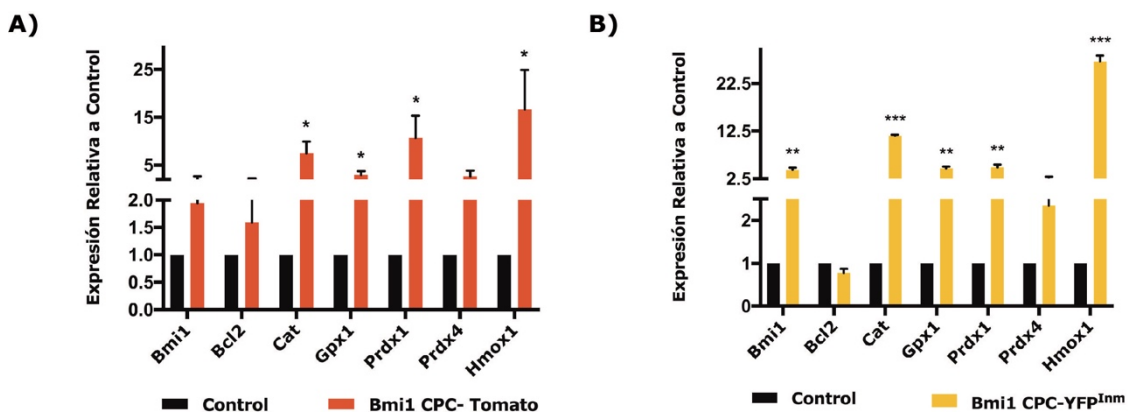 A)
Expresión Relativa a Control
25
15
5
2.0
1.0
0.5
0.0
* * * *
Bmi1 Bcl2 Cat Gpx1 Prdx1 Prdx4 Hmox1
Control Bmi1 CPC- Tomato
B)
Expresión Relativa a Control
22.5
12.5
2.5
2
1
0
** *** ** ** ***
Bmi1 Bcl2 Cat Gpx1 Prdx1 Prdx4 Hmox1
Control Bmi1 CPC-YFPInm